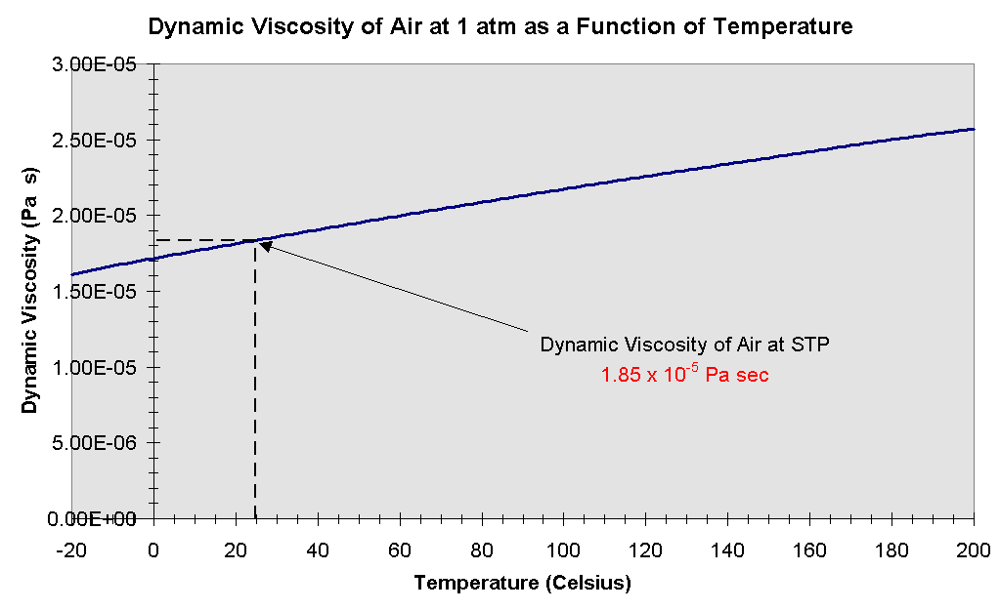 Dynamic Viscosity of Air at 1 atm as a Function of Temperature
3.00E-05
2.50E-05
2.00E-05
1.50E-05
1.00E-05
5.00E-06
0.00E+00
Dynamic Viscosity (Pa s)
Dynamic Viscosity of Air at STP
1.85 x 10⁻⁵ Pa sec
-20 0 20 40 60 80 100 120 140 160 180 200
Temperature (Celsius)